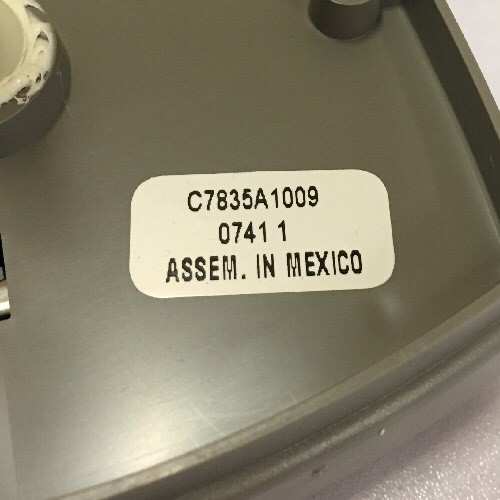 C7835A1009
0741 1
ASSEM. IN MEXICO